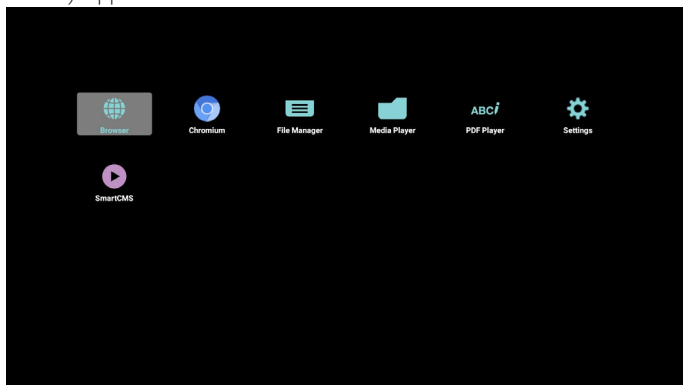 Browser
Chromium
File Manager
Media Player
ABCi
PDF Player
Settings
SmartCMS